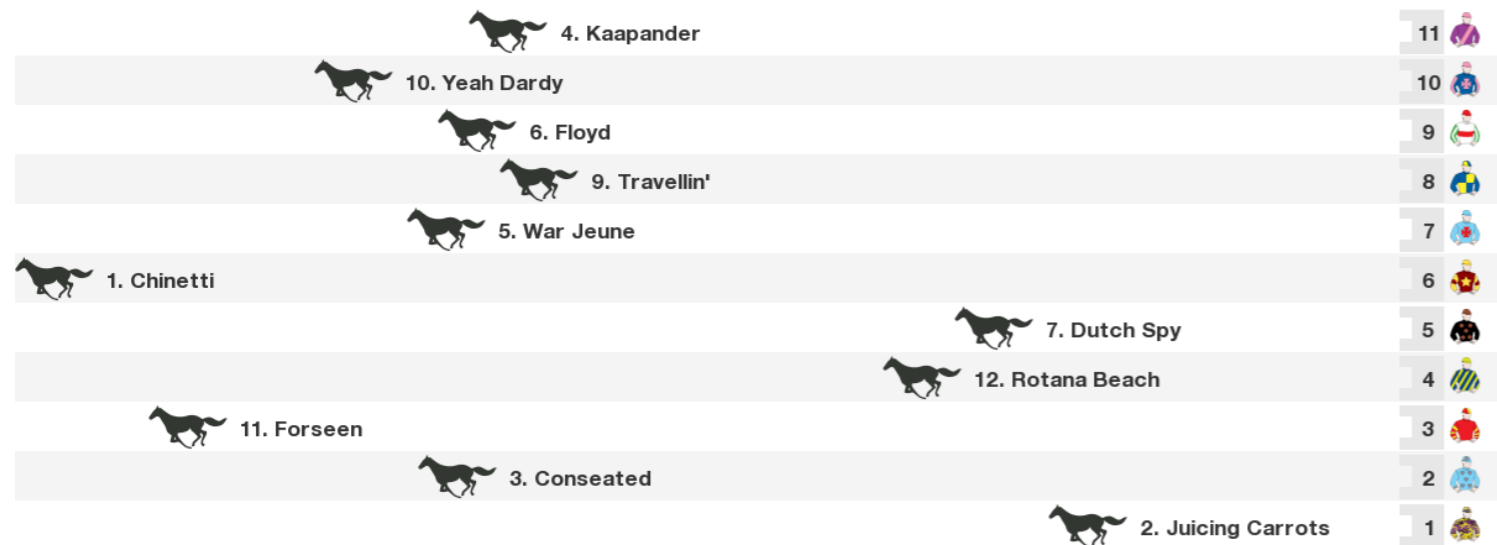 4. Kaapander 11
10. Yeah Dardy 10
6. Floyd 9
9. Travellin' 8
5. War Jeune 7
1. Chinetti 6
7. Dutch Spy 5
12. Rotana Beach 4
11. Forseen 3
3. Conseated 2
2. Juicing Carrots 1